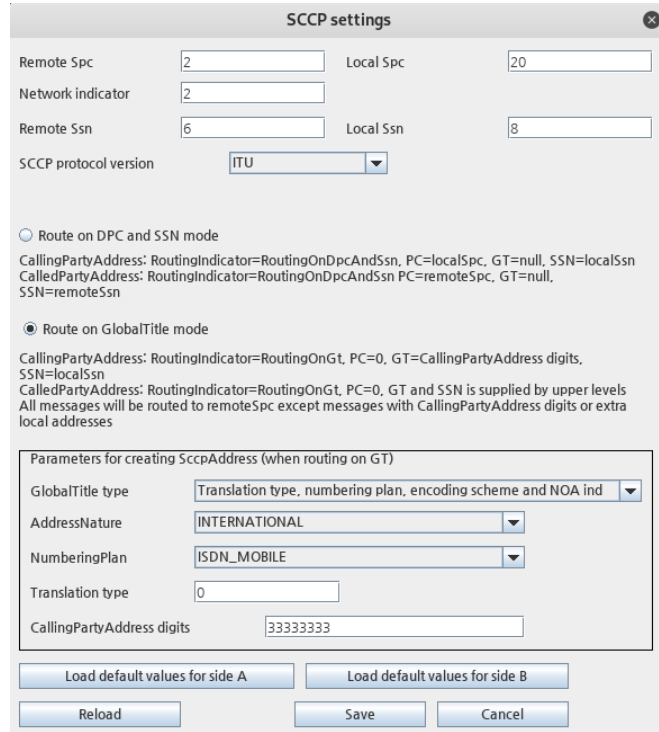 SCCP settings
Remote Spc 2 Local Spc 20
Network indicator 2
Remote Ssn 6 Local Ssn 8
SCCP protocol version ITU
Route on DPC and SSN mode
CallingPartyAddress: RoutingIndicator=RoutingOnDpcAndSsn, PC=localSpc, GT=null, SSN=localSsn
CalledPartyAddress: RoutingIndicator=RoutingOnDpcAndSsn PC=remoteSpc, GT=null,
SSN=remoteSsn
Route on GlobalTitle mode
CallingPartyAddress: RoutingIndicator=RoutingOnGt, PC=0, GT=CallingPartyAddress digits,
SSN=localSsn
CalledPartyAddress: RoutingIndicator=RoutingOnGt, PC=0, GT and SSN is supplied by upper levels
All messages will be routed to remoteSpc except messages with CallingPartyAddress digits or extra
local addresses
Parameters for creating SccpAddress (when routing on GT)
GlobalTitle type Translation type, numbering plan, encoding scheme and NOA ind
AddressNature INTERNATIONAL
NumberingPlan ISDN_MOBILE
Translation type 0
CallingPartyAddress digits 33333333
Load default values for side A Load default values for side B
Reload Save Cancel